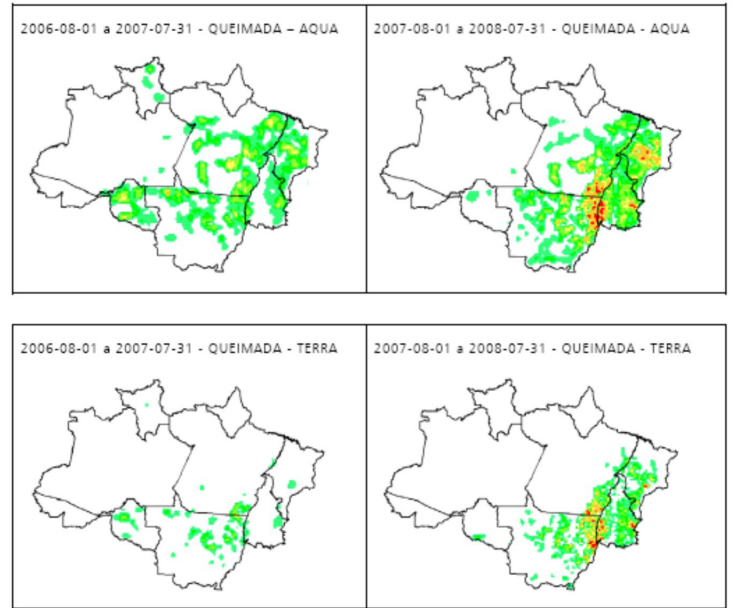 2006-08-01 a 2007-07-31 - QUEIMADA – AQUA
2007-08-01 a 2008-07-31 - QUEIMADA - AQUA
2006-08-01 a 2007-07-31 - QUEIMADA - TERRA
2007-08-01 a 2008-07-31 - QUEIMADA - TERRA